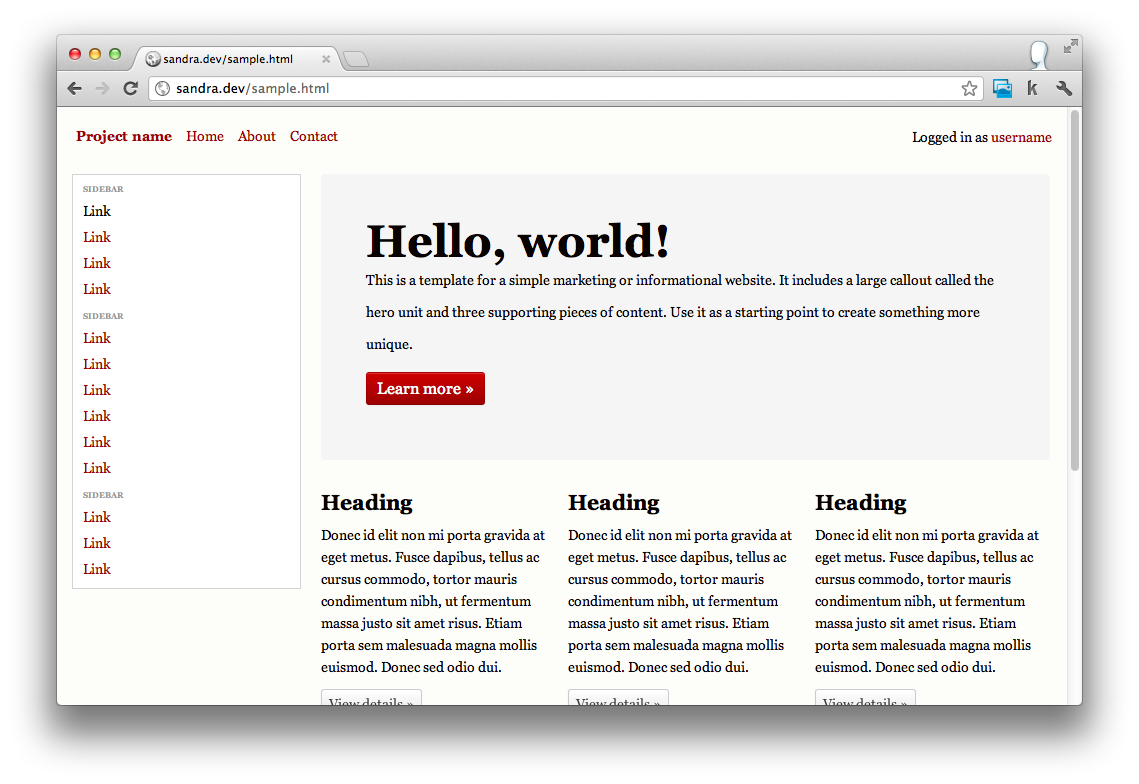 sandra.dev/sample.html
sandra.dev/sample.html
Project name Home About Contact
Logged in as username
SIDEBAR
Link
Link
Link
Link
SIDEBAR
Link
Link
Link
Link
Link
Link
SIDEBAR
Link
Link
Link
Hello, world!
This is a template for a simple marketing or informational website. It includes a large callout called the
hero unit and three supporting pieces of content. Use it as a starting point to create something more
unique.
Learn more »
Heading
Donec id elit non mi porta gravida at
eget metus. Fusce dapibus, tellus ac
cursus commodo, tortor mauris
condimentum nibh, ut fermentum
massa justo sit amet risus. Etiam
porta sem malesuada magna mollis
euismod. Donec sed odio dui.
View details »
Heading
Donec id elit non mi porta gravida at
eget metus. Fusce dapibus, tellus ac
cursus commodo, tortor mauris
condimentum nibh, ut fermentum
massa justo sit amet risus. Etiam
porta sem malesuada magna mollis
euismod. Donec sed odio dui.
View details »
Heading
Donec id elit non mi porta gravida at
eget metus. Fusce dapibus, tellus ac
cursus commodo, tortor mauris
condimentum nibh, ut fermentum
massa justo sit amet risus. Etiam
porta sem malesuada magna mollis
euismod. Donec sed odio dui.
View details »